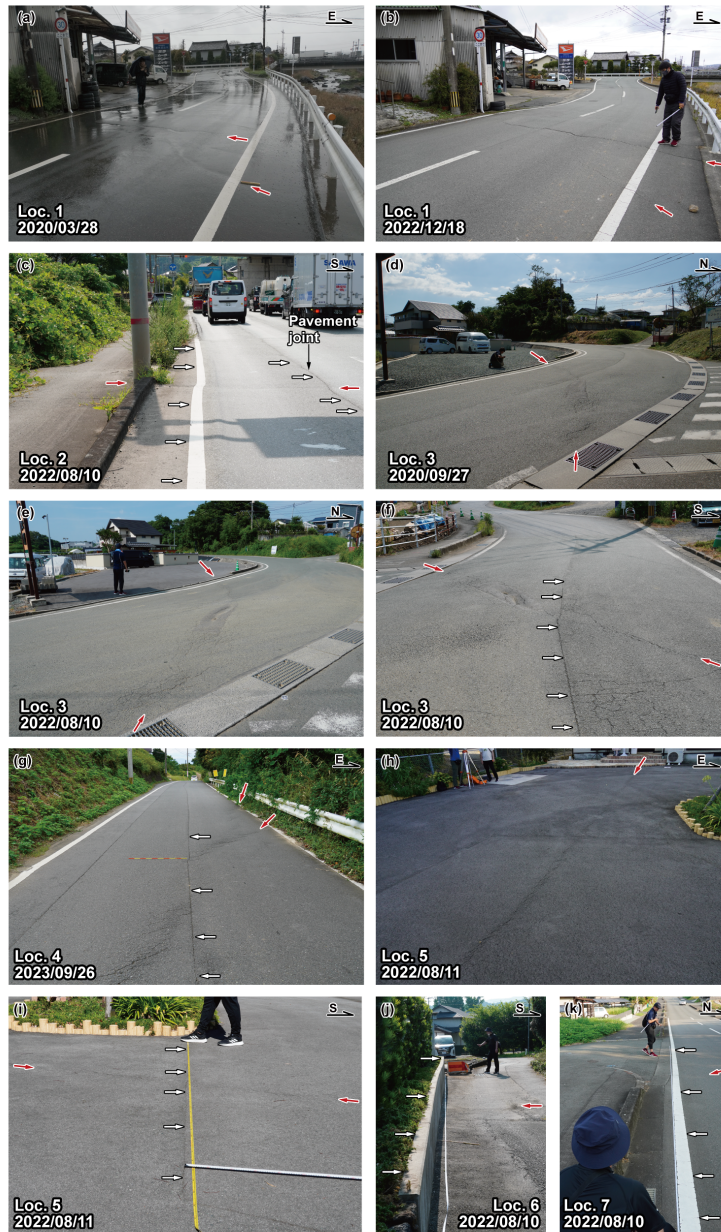 (a)
E
Loc. 1
2020/03/28
(b)
E
Loc. 1
2022/12/18
(c)
S
Pavement
joint
Loc. 2
2022/08/10
(d)
N
Loc. 3
2020/09/27
(e)
N
Loc. 3
2022/08/10
(f)
S
Loc. 3
2022/08/10
(g)
E
Loc. 4
2023/09/26
(h)
E
Loc. 5
2022/08/11
(i)
S
Loc. 5
2022/08/11
(j)
S
Loc. 6
2022/08/10
(k)
N
Loc. 7
2022/08/10